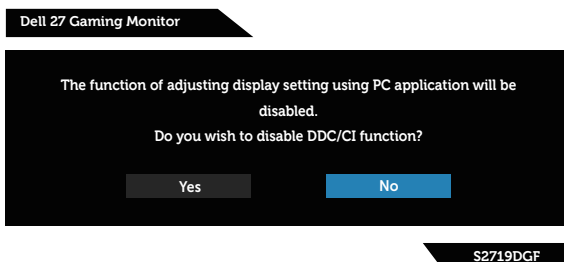 Dell 27 Gaming Monitor
The function of adjusting display setting using PC application will be
disabled.
Do you wish to disable DDC/CI function?
Yes No
S2719DGF